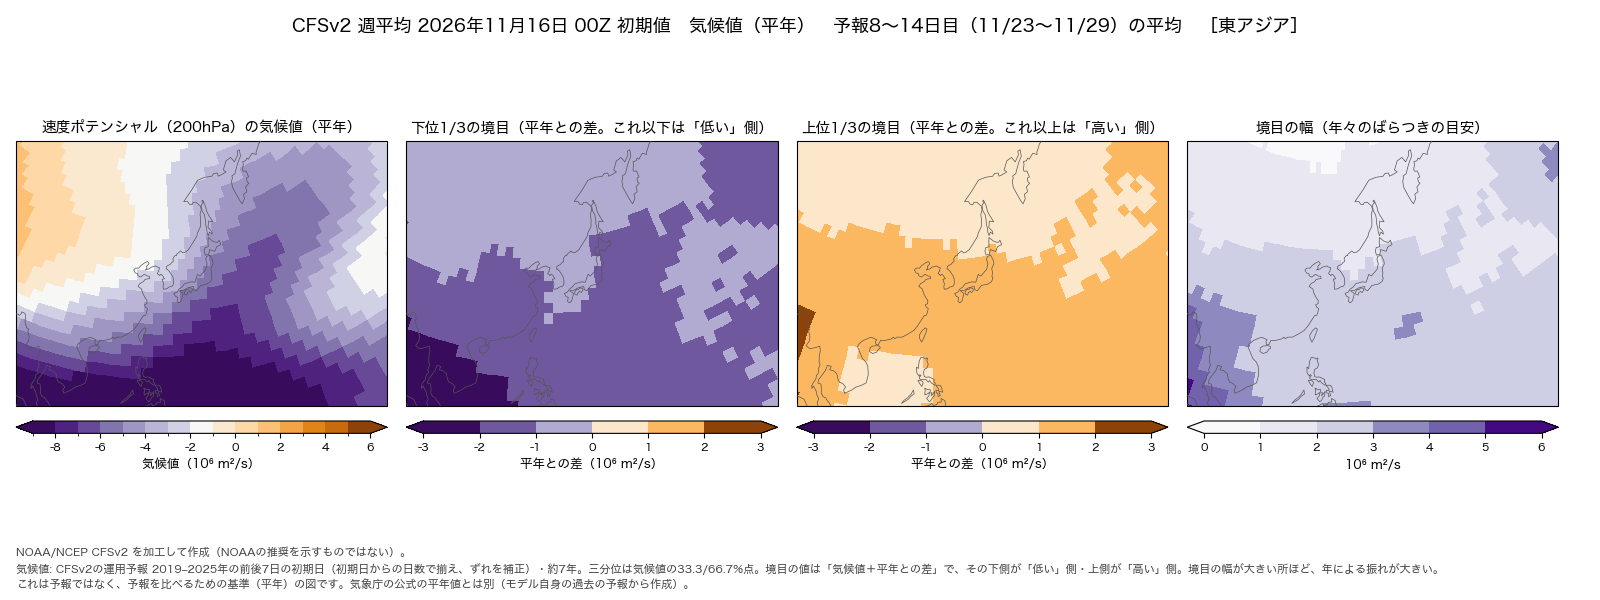 CFSv2 週平均 2026年11月16日 00Z 初期値　気候値（平年）　予報8〜14日目（11/23〜11/29）の平均　［東アジア］
速度ポテンシャル（200hPa）の気候値（平年）
下位1/3の境目（平年との差。これ以下は「低い」側）
上位1/3の境目（平年との差。これ以上は「高い」側）
境目の幅（年々のばらつきの目安）
-8 -6 -4 -2 0 2 4 6
-3 -2 -1 0 1 2 3
-3 -2 -1 0 1 2 3
0 1 2 3 4 5 6
気候値（10⁶ m²/s）
平年との差（10⁶ m²/s）
平年との差（10⁶ m²/s）
10⁶ m²/s
NOAA/NCEP CFSv2 を加工して作成（NOAAの推奨を示すものではない）。
気候値: CFSv2の運用予報 2019–2025年の前後7日の初期日（初期日からの日数で揃え、ずれを補正）・約7年。三分位は気候値の33.3/66.7%点。境目の値は「気候値＋平年との差」で、その下側が「低い」側・上側が「高い」側。境目の幅が大きい所ほど、年による振れが大きい。
これは予報ではなく、予報を比べるための基準（平年）の図です。気象庁の公式の平年値とは別（モデル自身の過去の予報から作成）。